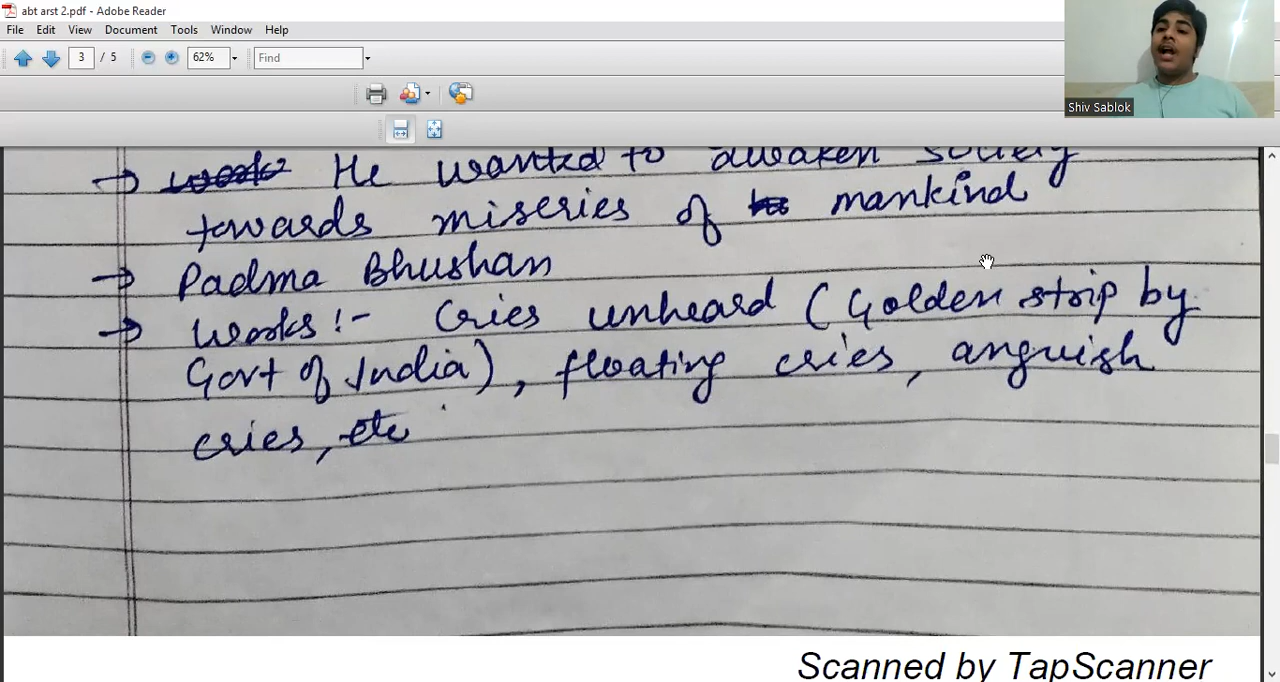 abt arst 2.pdf - Adobe Reader
File Edit View Document Tools Window Help
3 / 5 62% Find
Shiv Sablok
→ He wanted to awaken society
towards miseries of mankind
→ Padma Bhushan
→ Works :- Cries unheard (Golden strip by
Govt of India), floating cries, anguish
cries, etc
Scanned by TapScanner